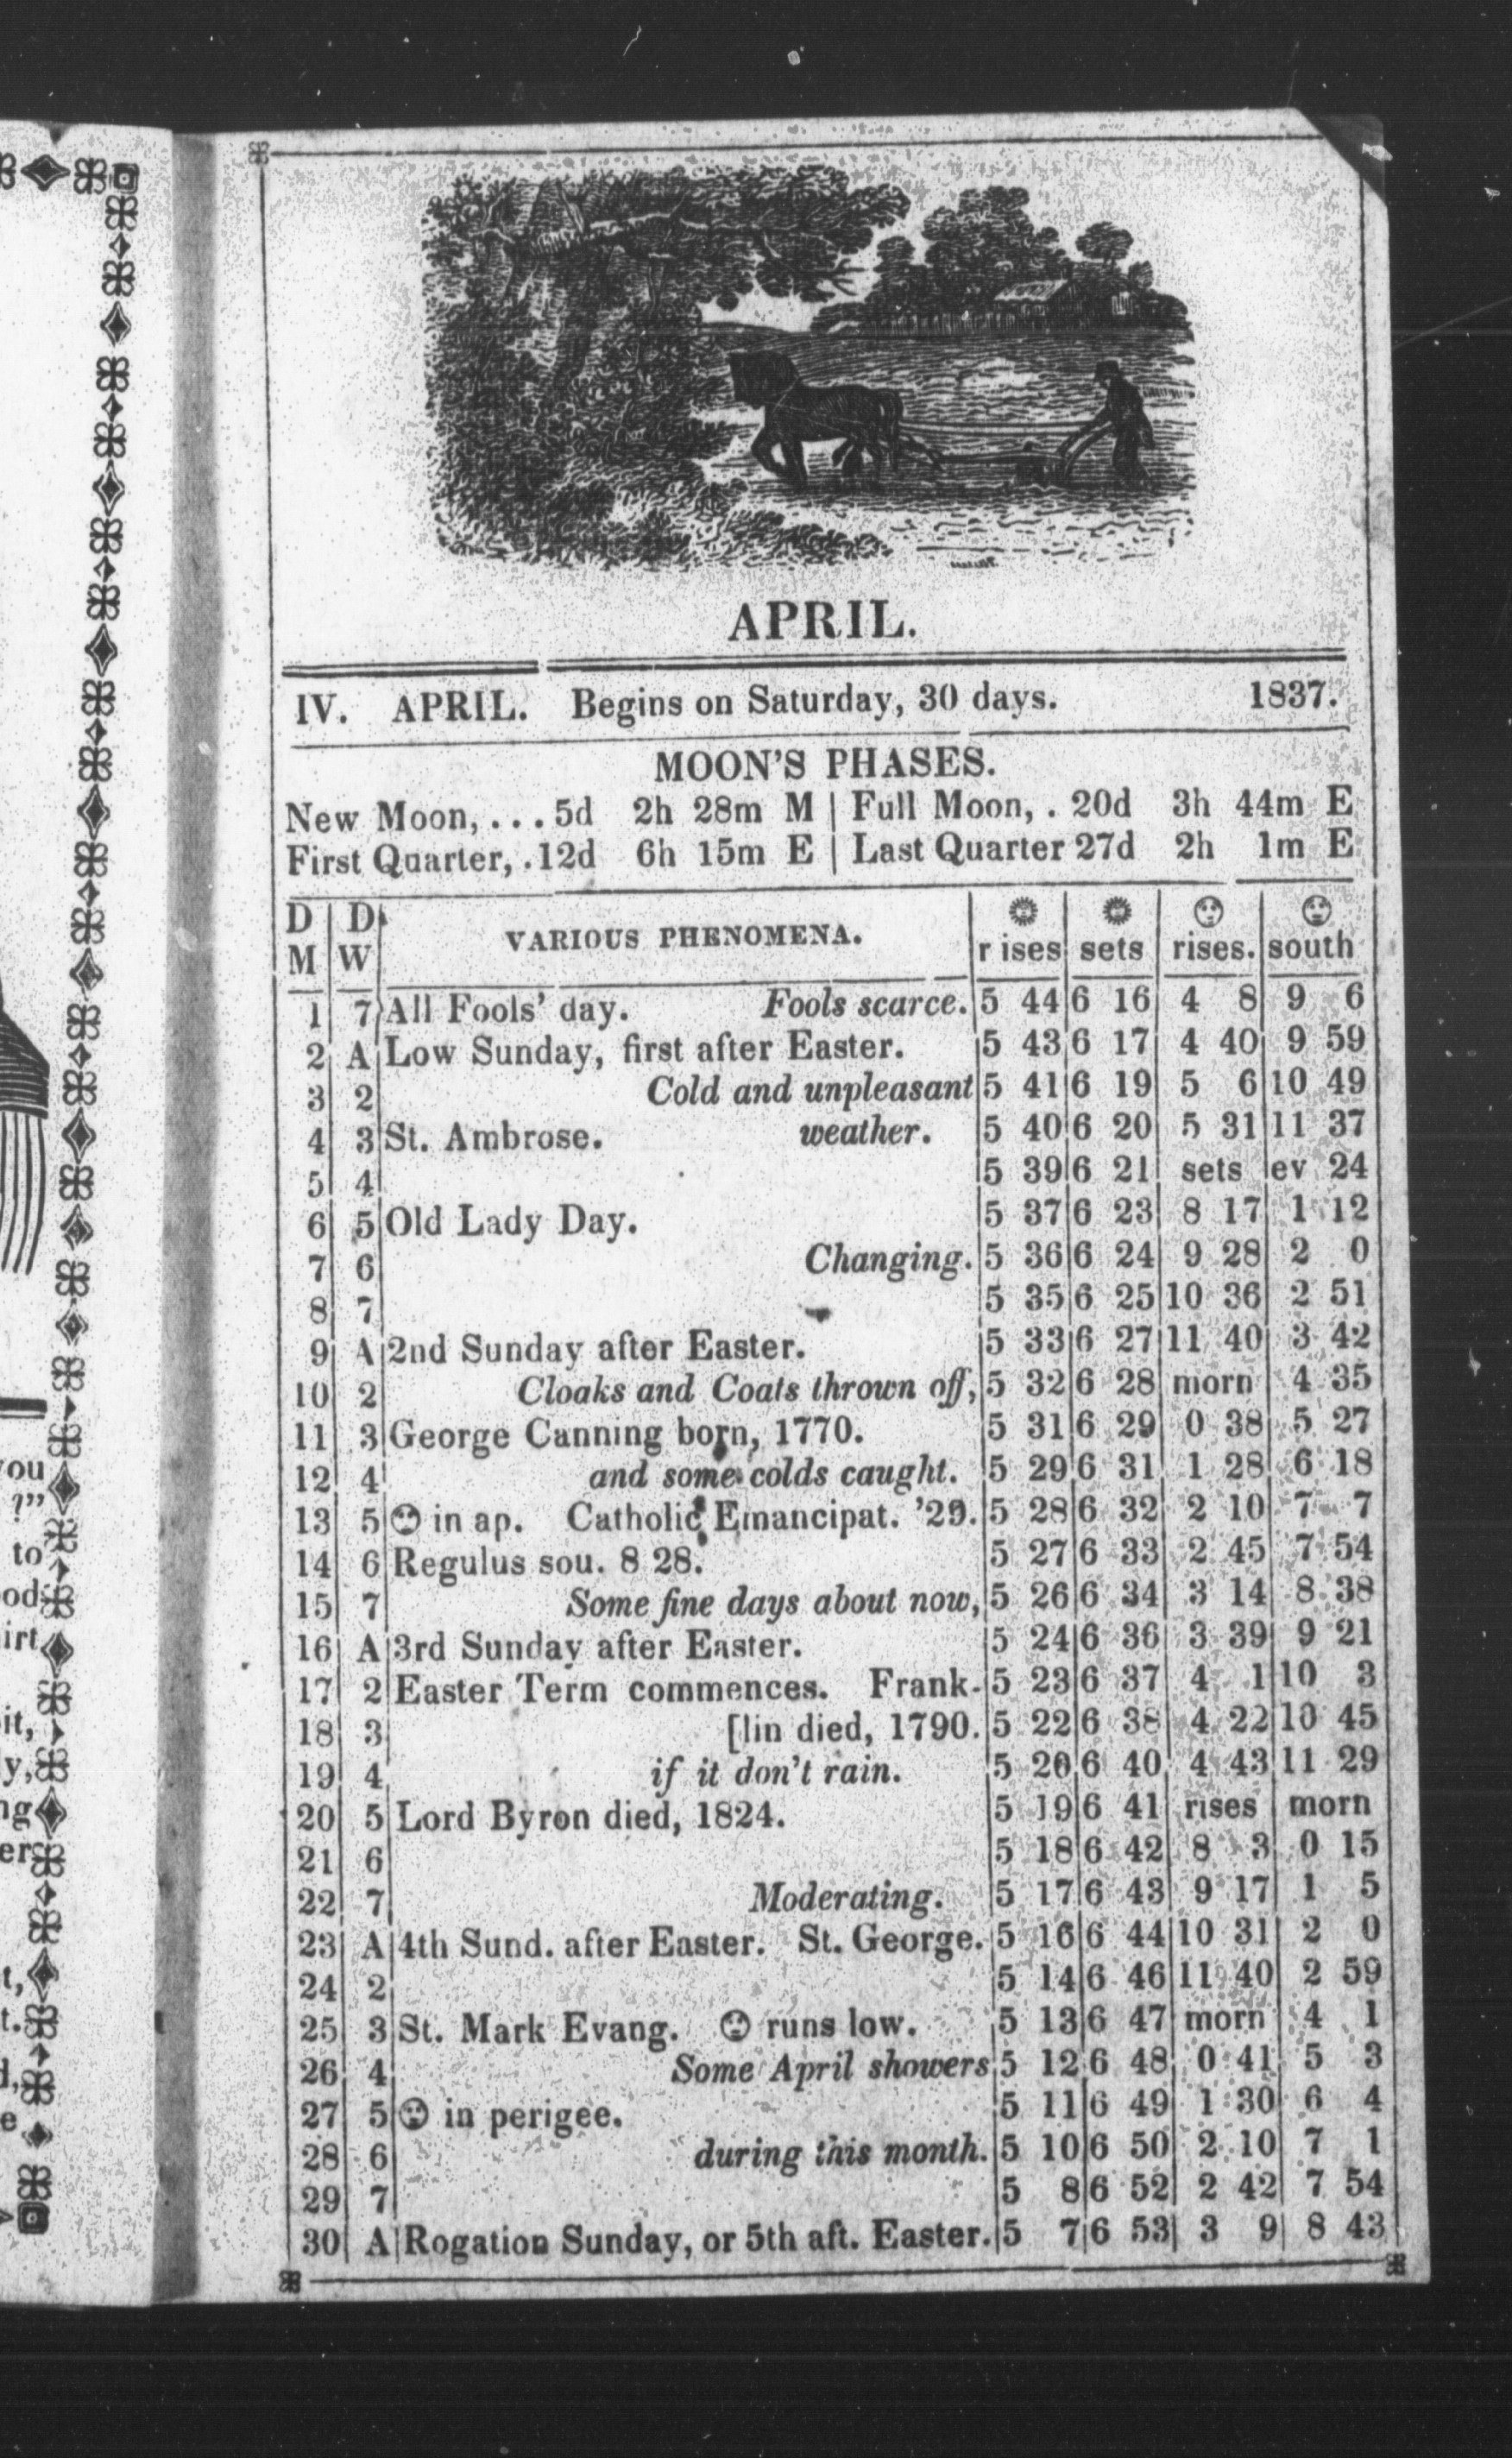 you
?"
to
irt
it,
y,
ng
er
t,
t.
d,
e
APRIL.
IV. APRIL. Begins on Saturday, 30 days. 1837.
MOON'S PHASES.
New Moon, ... 5d 2h 28m M | Full Moon, . 20d 3h 44m E
First Quarter, . 12d 6h 15m E | Last Quarter 27d 2h 1m E
D M D W VARIOUS PHENOMENA. rises sets rises. south
1 7 All Fools' day. Fools scarce. 5 44 6 16 4 8 9 6
2 A Low Sunday, first after Easter. 5 43 6 17 4 40 9 59
3 2 Cold and unpleasant 5 41 6 19 5 6 10 49
4 3 St. Ambrose. weather. 5 40 6 20 5 31 11 37
5 4 5 39 6 21 sets ev 24
6 5 Old Lady Day. 5 37 6 23 8 17 1 12
7 6 Changing. 5 36 6 24 9 28 2 0
8 7 5 35 6 25 10 36 2 51
9 A 2nd Sunday after Easter. 5 33 6 27 11 40 3 42
10 2 Cloaks and Coats thrown off, 5 32 6 28 morn 4 35
11 3 George Canning born, 1770. 5 31 6 29 0 38 5 27
12 4 and some colds caught. 5 29 6 31 1 28 6 18
13 5 in ap. Catholic Emancipat. '29. 5 28 6 32 2 10 7 7
14 6 Regulus sou. 8 28. 5 27 6 33 2 45 7 54
15 7 Some fine days about now, 5 26 6 34 3 14 8 38
16 A 3rd Sunday after Easter. 5 24 6 36 3 39 9 21
17 2 Easter Term commences. Frank- 5 23 6 37 4 1 10 3
18 3 [lin died, 1790. 5 22 6 38 4 22 10 45
19 4 if it don't rain. 5 20 6 40 4 43 11 29
20 5 Lord Byron died, 1824. 5 19 6 41 rises morn
21 6 5 18 6 42 8 3 0 15
22 7 Moderating. 5 17 6 43 9 17 1 5
23 A 4th Sund. after Easter. St. George. 5 16 6 44 10 31 2 0
24 2 5 14 6 46 11 40 2 59
25 3 St. Mark Evang. runs low. 5 13 6 47 morn 4 1
26 4 Some April showers 5 12 6 48 0 41 5 3
27 5 in perigee. 5 11 6 49 1 30 6 4
28 6 during this month. 5 10 6 50 2 10 7 1
29 7 5 8 6 52 2 42 7 54
30 A Rogation Sunday, or 5th aft. Easter. 5 7 6 53 3 9 8 43